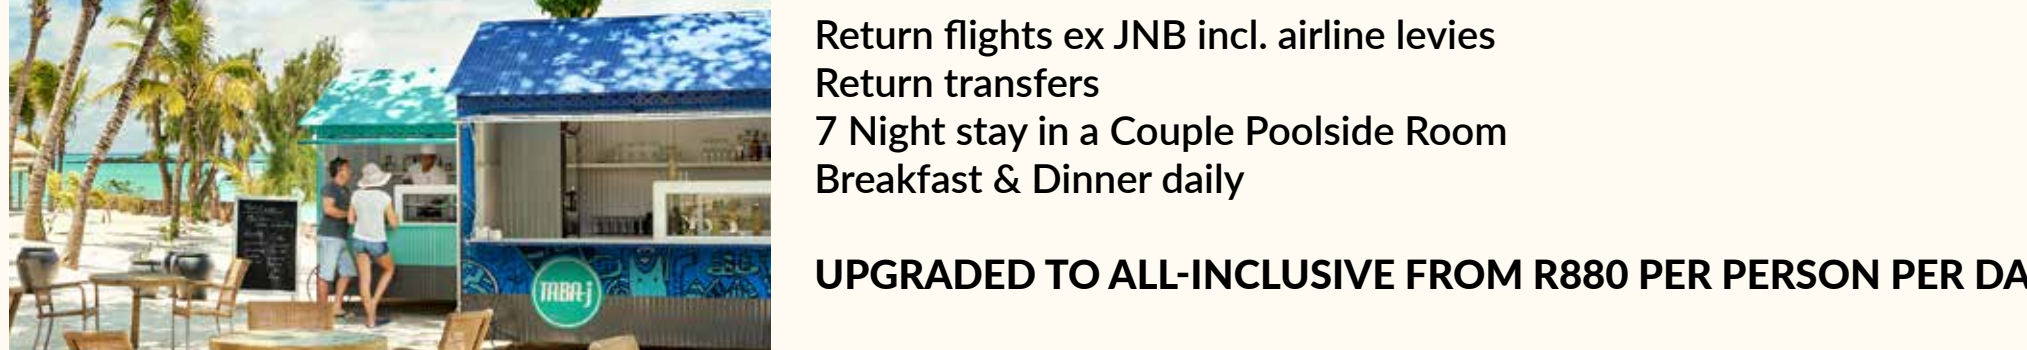 Return flights ex JNB incl. airline levies
Return transfers
7 Night stay in a Couple Poolside Room
Breakfast & Dinner daily
UPGRADED TO ALL-INCLUSIVE FROM R880 PER PERSON PER DA
TABA-j